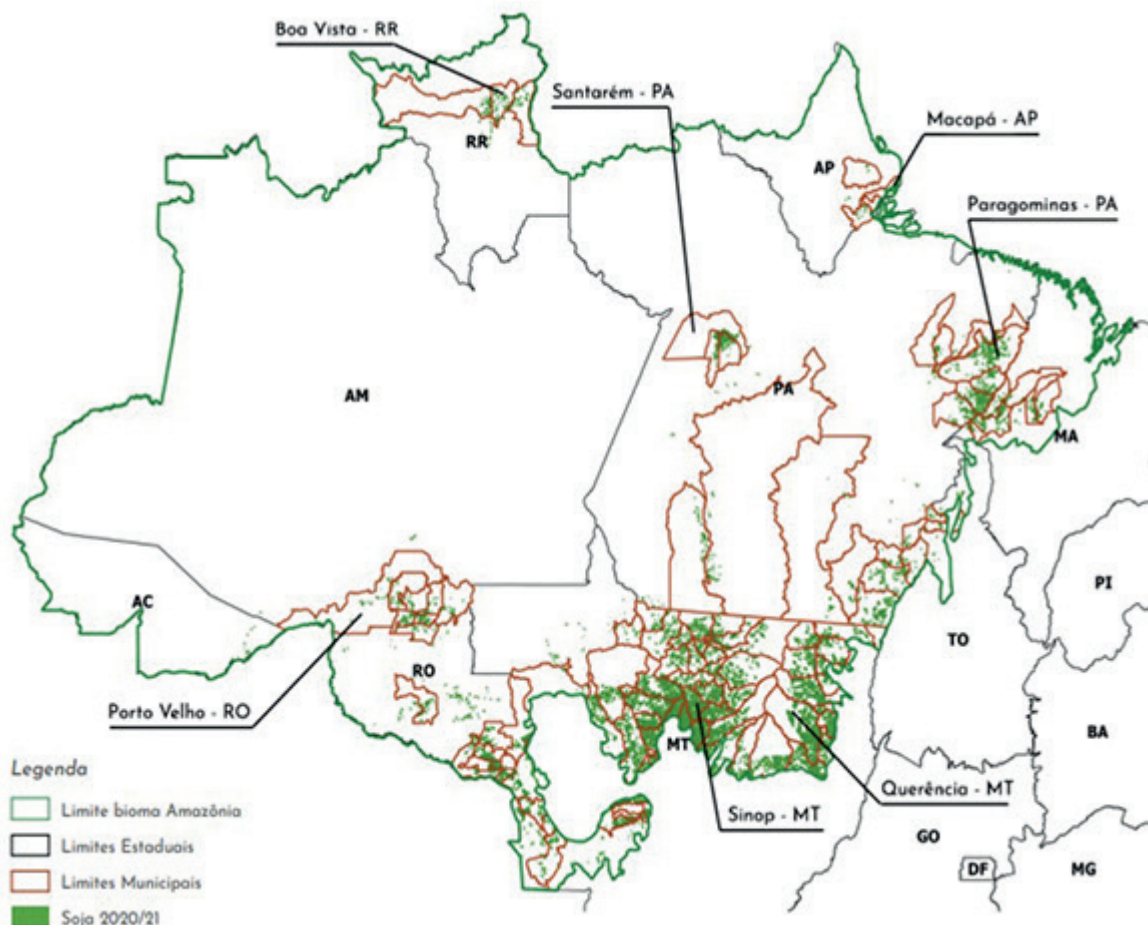 Boa Vista - RR
Santarém - PA
Macapá - AP
RR
AP
Paragominas - PA
AM
PA
MA
AC
PI
TO
RO
Porto Velho - RO
BA
MT
Querência - MT
Sinop - MT
GO
DF
MG
Legenda
Limite bioma Amazônia
Limites Estaduais
Limites Municipais
Soja 2020/21